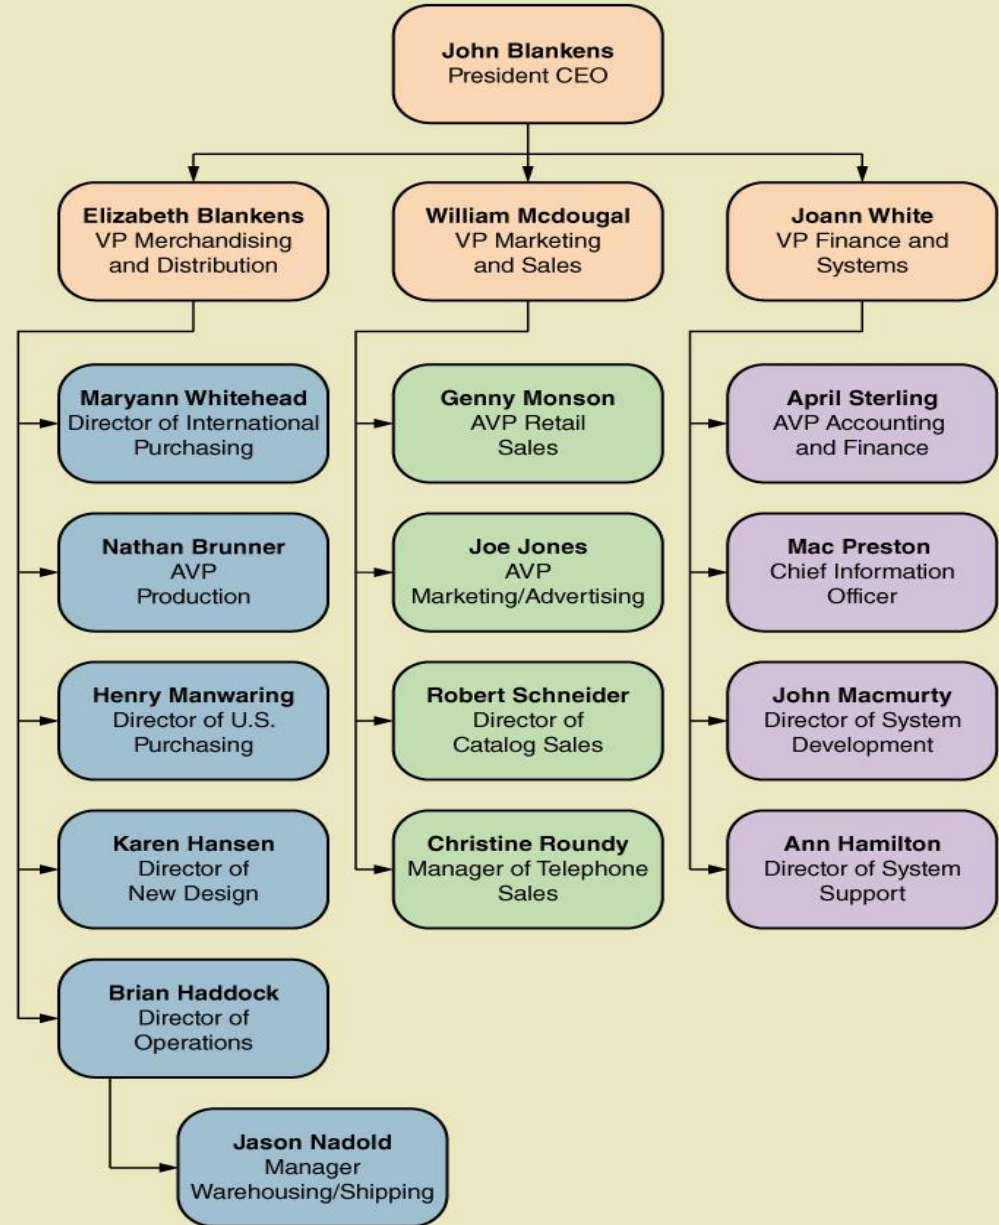 John Blankens
President CEO
Elizabeth Blankens
VP Merchandising
and Distribution
William Mcdougal
VP Marketing
and Sales
Joann White
VP Finance and
Systems
Maryann Whitehead
Director of International
Purchasing
Nathan Brunner
AVP
Production
Henry Manwaring
Director of U.S.
Purchasing
Karen Hansen
Director of
New Design
Brian Haddock
Director of
Operations
Jason Nadold
Manager
Warehousing/Shipping
Genny Monson
AVP Retail
Sales
Joe Jones
AVP
Marketing/Advertising
Robert Schneider
Director of
Catalog Sales
Christine Roundy
Manager of Telephone
Sales
April Sterling
AVP Accounting
and Finance
Mac Preston
Chief Information
Officer
John Macmurty
Director of System
Development
Ann Hamilton
Director of System
Support